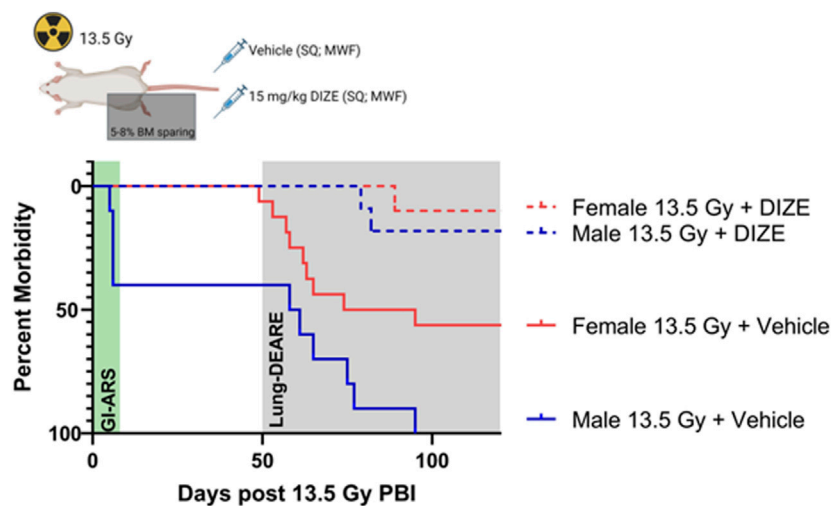 13.5 Gy
Vehicle (SQ; MWF)
15 mg/kg DIZE (SQ; MWF)
5-8% BM sparing
Percent Morbidity
0
50
100
GI-ARS
Lung-DEARE
0
50
100
Days post 13.5 Gy PBI
Female 13.5 Gy + DIZE
Male 13.5 Gy + DIZE
Female 13.5 Gy + Vehicle
Male 13.5 Gy + Vehicle